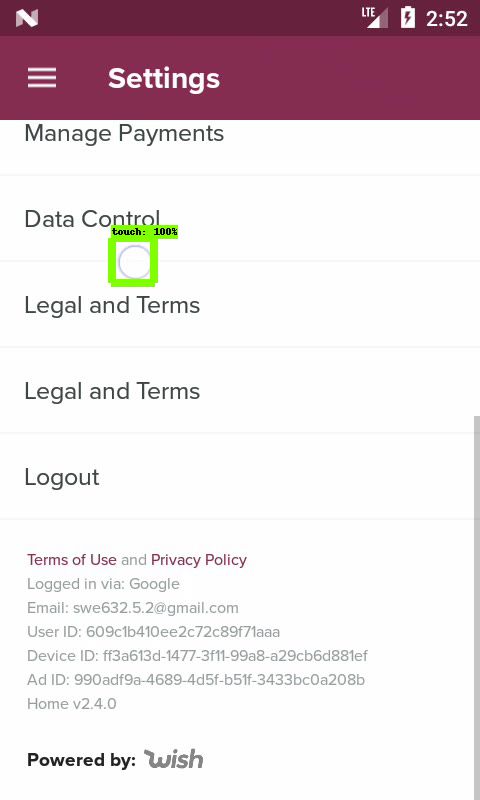 LTE 2:52
Settings
Manage Payments
Data Control
touch: 100%
Legal and Terms
Legal and Terms
Logout
Terms of Use and Privacy Policy
Logged in via: Google
Email: swe632.5.2@gmail.com
User ID: 609c1b410ee2c72c89f71aaa
Device ID: ff3a613d-1477-3f11-99a8-a29cb6d881ef
Ad ID: 990adf9a-4689-4d5f-b51f-3433bc0a208b
Home v2.4.0
Powered by: wish